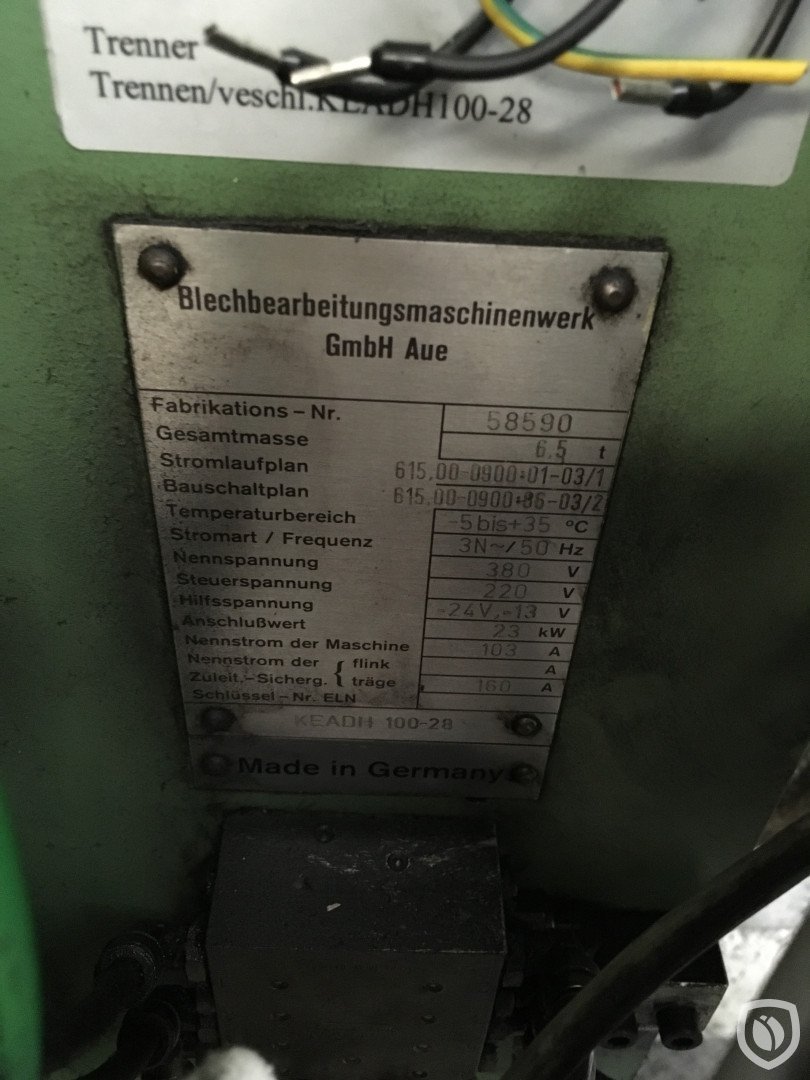 Trenner
Trennen/veschl.KEADH100-28
Blechbearbeitungsmaschinenwerk
GmbH Aue
Fabrikations-Nr. 58590
Gesamtmasse 6,5 t
Stromlaufplan 615.00-0900:01-03/1
Bauschaltplan 615.00-0900:86-03/2
Temperaturbereich -5bis+35 °C
Stromart / Frequenz 3N~/50 Hz
Nennspannung 380 V
Steuerspannung 220 V
Hilfsspannung =24V,=13 V
Anschlußwert 23 kW
Nennstrom der Maschine 103 A
Nennstrom der { flink A
Zuleit.-Sicherg. { träge 160 A
Schlüssel-Nr. ELN
KEADH 100-28
Made in Germany